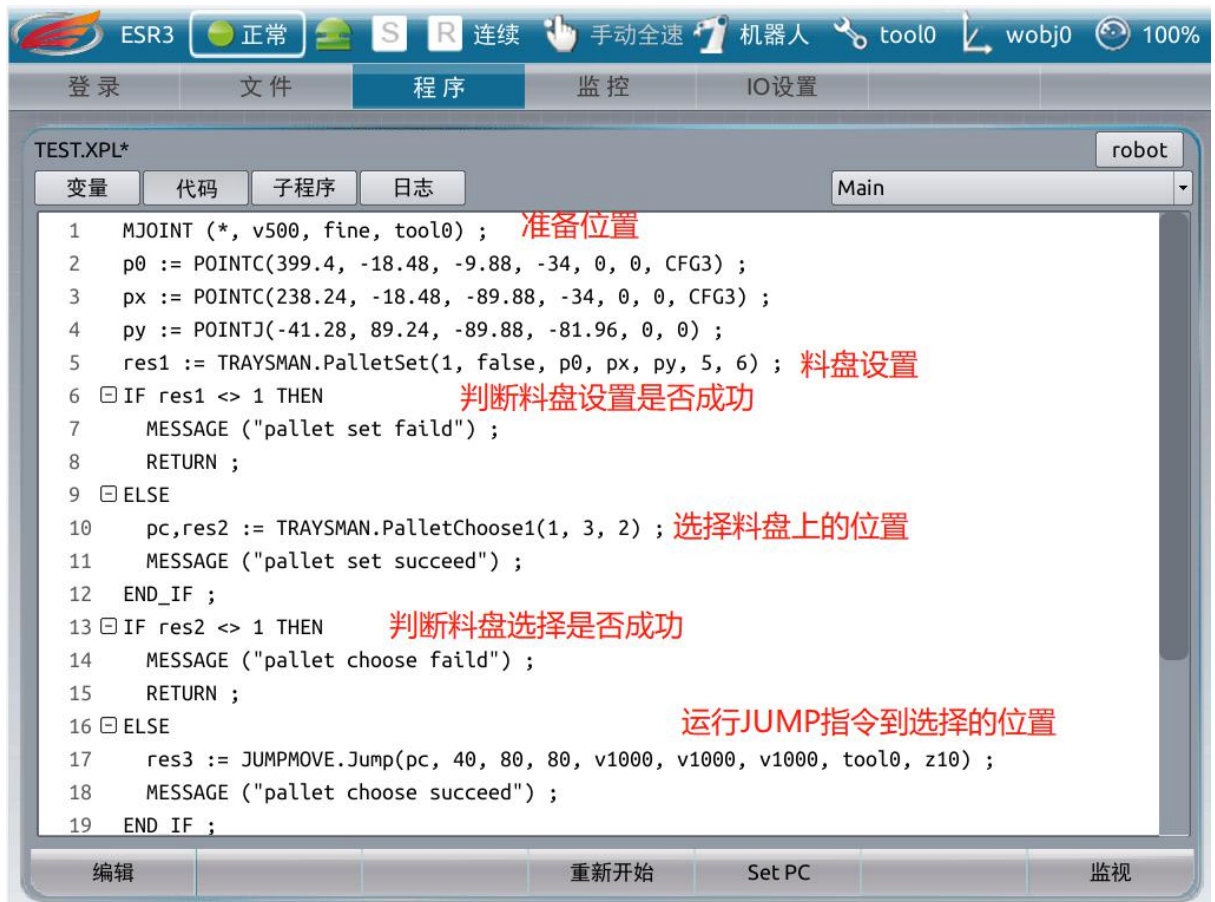 ESR3 正常 S R 连续 手动全速 机器人 tool0 wobj0 100%
登录 文件 程序 监控 IO设置
TEST.XPL* robot
变量 代码 子程序 日志 Main
1 MJOINT (*, v500, fine, tool0) ; 准备位置
2 p0 := POINTC(399.4, -18.48, -9.88, -34, 0, 0, CFG3) ;
3 px := POINTC(238.24, -18.48, -89.88, -34, 0, 0, CFG3) ;
4 py := POINTJ(-41.28, 89.24, -89.88, -81.96, 0, 0) ;
5 res1 := TRAYSMAN.PalletSet(1, false, p0, px, py, 5, 6) ; 料盘设置
6 IF res1 <> 1 THEN 判断料盘设置是否成功
7 MESSAGE ("pallet set faild") ;
8 RETURN ;
9 ELSE
10 pc,res2 := TRAYSMAN.PalletChoose1(1, 3, 2) ; 选择料盘上的位置
11 MESSAGE ("pallet set succeed") ;
12 END_IF ;
13 IF res2 <> 1 THEN 判断料盘选择是否成功
14 MESSAGE ("pallet choose faild") ;
15 RETURN ;
16 ELSE 运行JUMP指令到选择的位置
17 res3 := JUMPMOVE.Jump(pc, 40, 80, 80, v1000, v1000, v1000, tool0, z10) ;
18 MESSAGE ("pallet choose succeed") ;
19 END_IF ;
编辑 重新开始 Set PC 监视